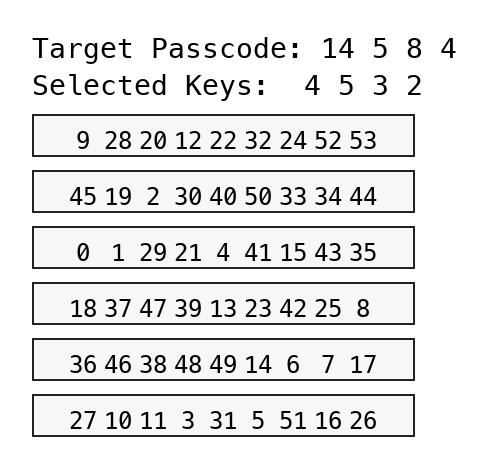 Target Passcode: 14 5 8 4
Selected Keys: 4 5 3 2
9 28 20 12 22 32 24 52 53
45 19 2 30 40 50 33 34 44
0 1 29 21 4 41 15 43 35
18 37 47 39 13 23 42 25 8
36 46 38 48 49 14 6 7 17
27 10 11 3 31 5 51 16 26